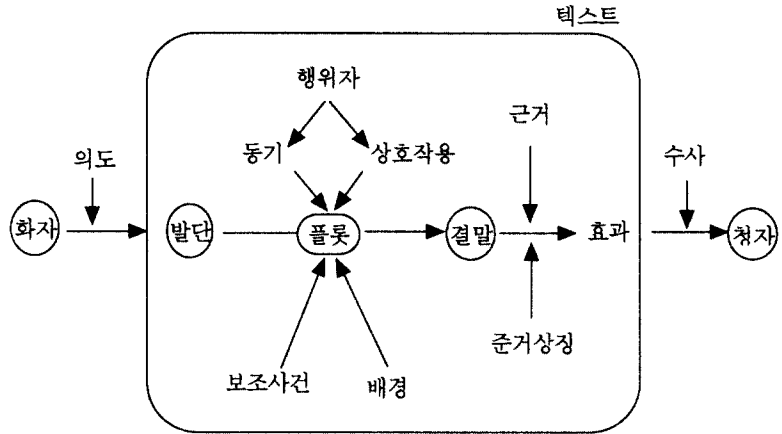 텍스트
행위자
근거
의도
동기
상호작용
수사
화자
발단
플롯
결말
효과
청자
준거상징
보조사건
배경